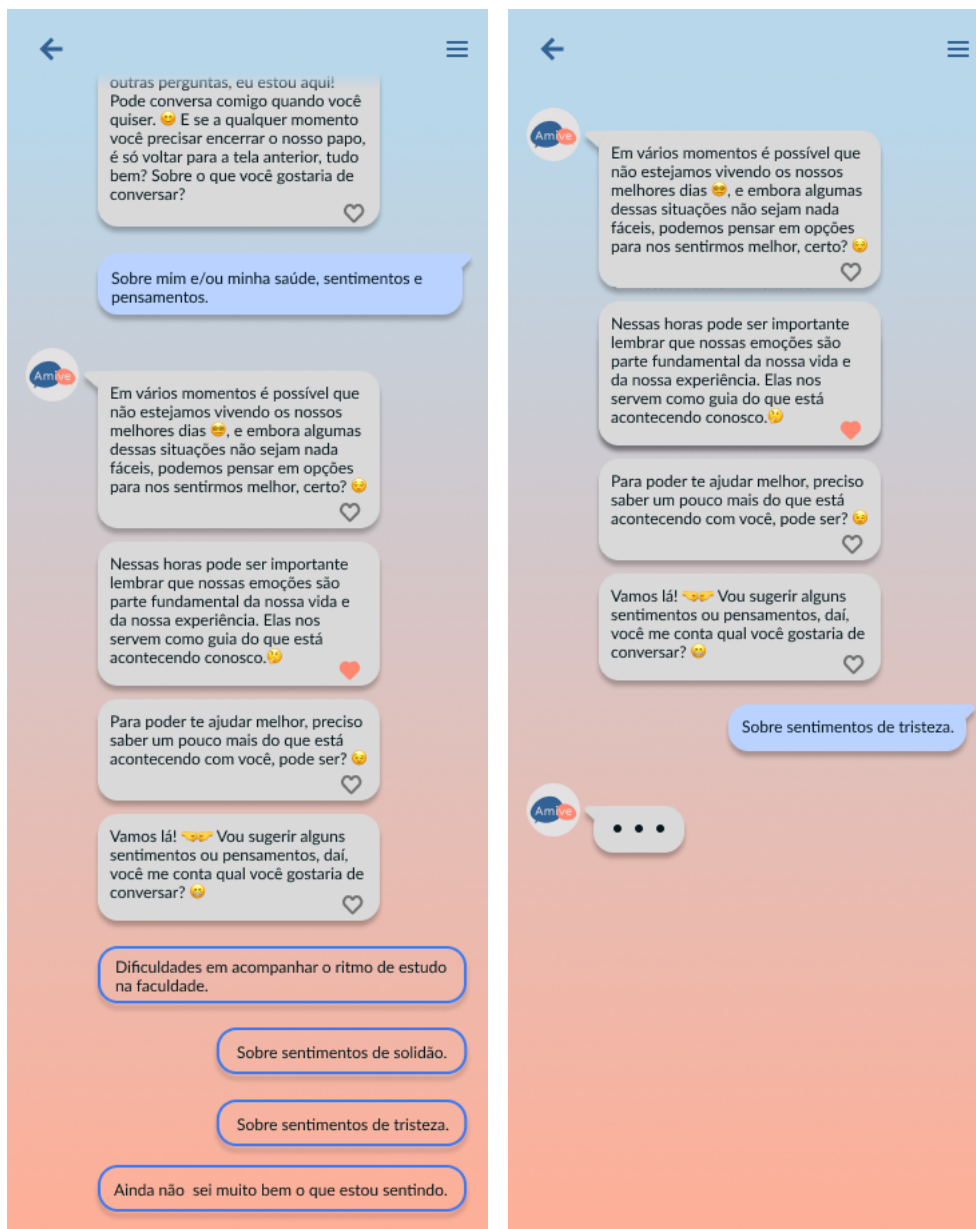 outras perguntas, eu estou aqui!
Pode conversa comigo quando você
quiser. 😊 E se a qualquer momento
você precisar encerrar o nosso papo,
é só voltar para a tela anterior, tudo
bem? Sobre o que você gostaria de
conversar?
Sobre mim e/ou minha saúde, sentimentos e
pensamentos.
Amive
Em vários momentos é possível que
não estejamos vivendo os nossos
melhores dias 😵‍💫, e embora algumas
dessas situações não sejam nada
fáceis, podemos pensar em opções
para nos sentirmos melhor, certo? 😉
Nessas horas pode ser importante
lembrar que nossas emoções são
parte fundamental da nossa vida e
da nossa experiência. Elas nos
servem como guia do que está
acontecendo conosco.🤔
Para poder te ajudar melhor, preciso
saber um pouco mais do que está
acontecendo com você, pode ser? 😉
Vamos lá! 🤝 Vou sugerir alguns
sentimentos ou pensamentos, daí,
você me conta qual você gostaria de
conversar? 😁
Dificuldades em acompanhar o ritmo de estudo
na faculdade.
Sobre sentimentos de solidão.
Sobre sentimentos de tristeza.
Ainda não sei muito bem o que estou sentindo.
Amive
Em vários momentos é possível que
não estejamos vivendo os nossos
melhores dias 😵‍💫, e embora algumas
dessas situações não sejam nada
fáceis, podemos pensar em opções
para nos sentirmos melhor, certo? 😉
Nessas horas pode ser importante
lembrar que nossas emoções são
parte fundamental da nossa vida e
da nossa experiência. Elas nos
servem como guia do que está
acontecendo conosco.🤔
Para poder te ajudar melhor, preciso
saber um pouco mais do que está
acontecendo com você, pode ser? 😉
Vamos lá! 🤝 Vou sugerir alguns
sentimentos ou pensamentos, daí,
você me conta qual você gostaria de
conversar? 😁
Sobre sentimentos de tristeza.
Amive
• • •